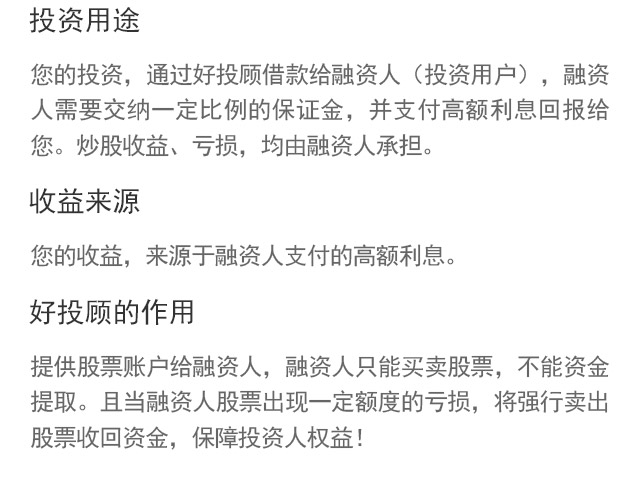 投资用途
您的投资，通过好投顾借款给融资人（投资用户），融资
人需要交纳一定比例的保证金，并支付高额利息回报给
您。炒股收益、亏损，均由融资人承担。
收益来源
您的收益，来源于融资人支付的高额利息。
好投顾的作用
提供股票账户给融资人，融资人只能买卖股票，不能资金
提取。且当融资人股票出现一定额度的亏损，将强行卖出
股票收回资金，保障投资人权益！